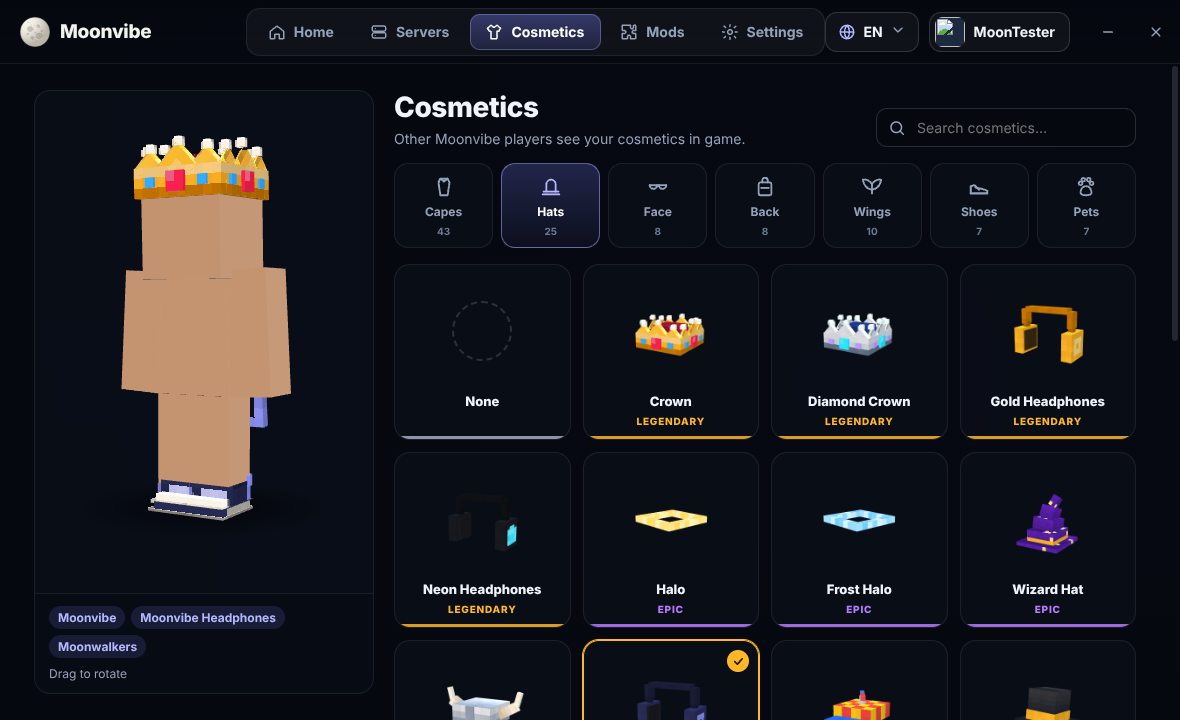 Moonvibe
Home
Servers
Cosmetics
Mods
Settings
EN
MoonTester
Cosmetics
Other Moonvibe players see your cosmetics in game.
Search cosmetics...
Capes
43
Hats
25
Face
8
Back
8
Wings
10
Shoes
7
Pets
7
None
Crown
LEGENDARY
Diamond Crown
LEGENDARY
Gold Headphones
LEGENDARY
Neon Headphones
LEGENDARY
Halo
EPIC
Frost Halo
EPIC
Wizard Hat
EPIC
Moonvibe
Moonvibe Headphones
Moonwalkers
Drag to rotate